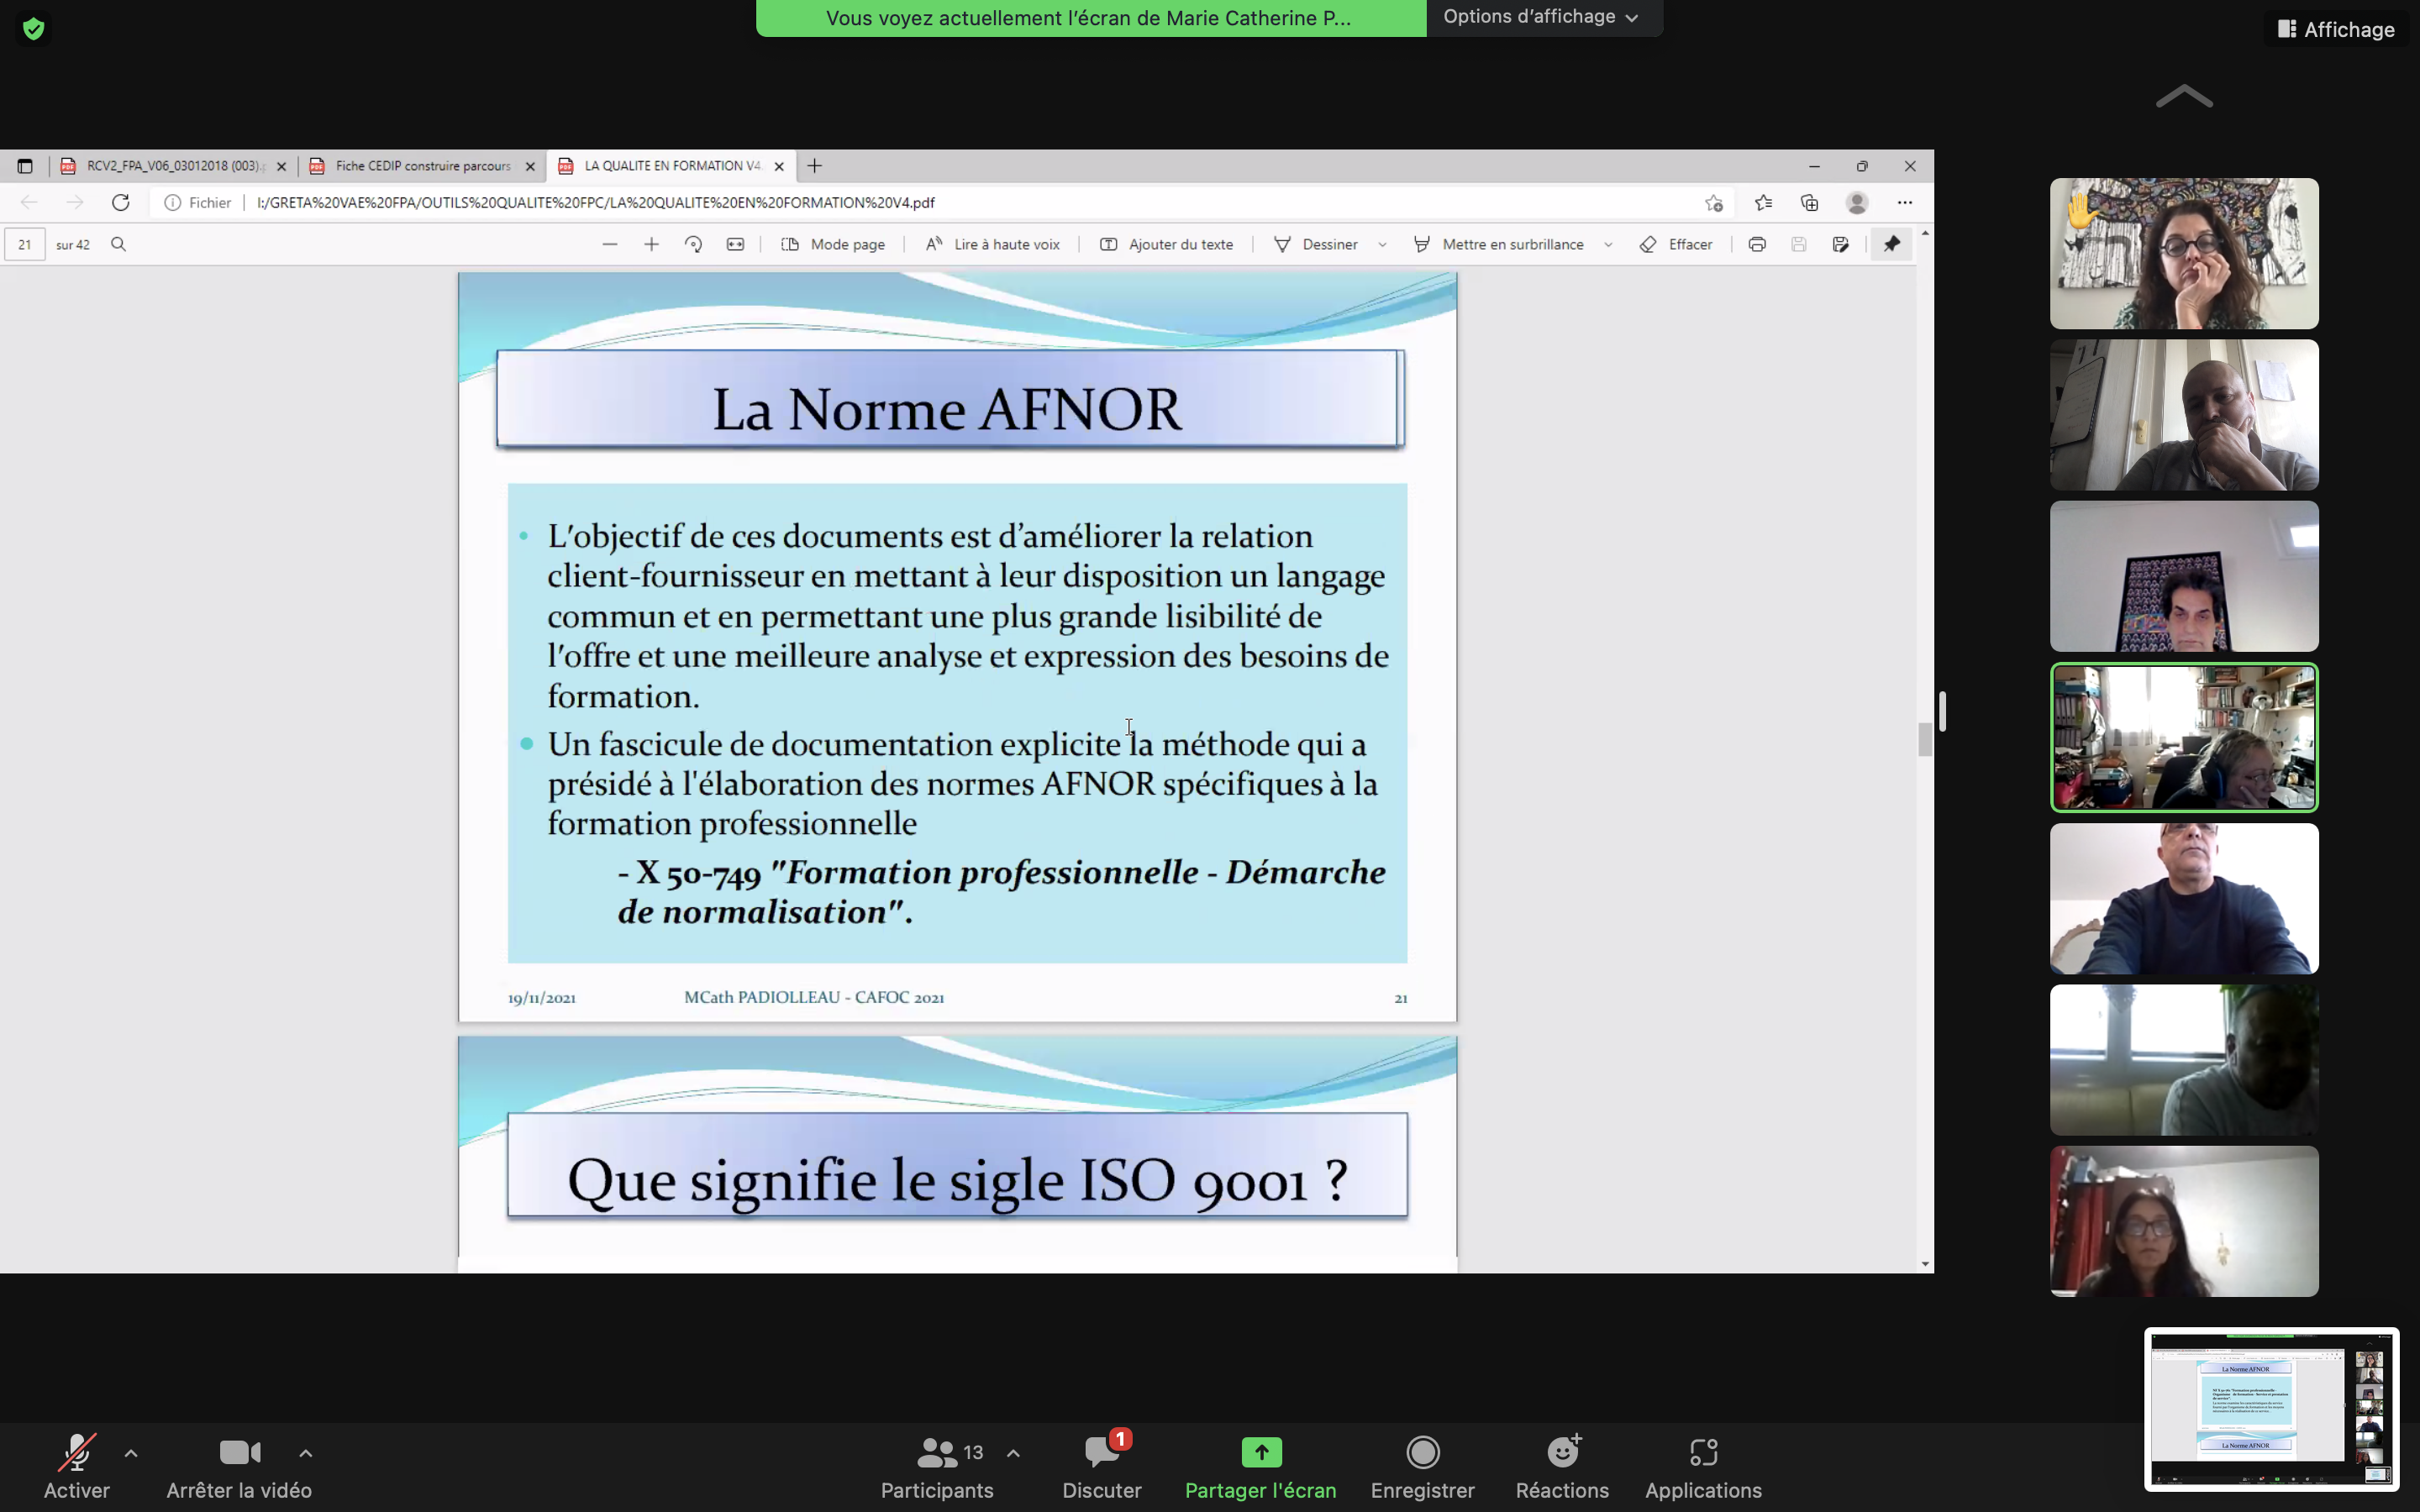 Vous voyez actuellement l'écran de Marie Catherine P...
Options d'affichage
Affichage
RCV2_FPA_V06_03012018 (003).p
Fiche CEDIP construire parcours
LA QUALITE EN FORMATION V4
Fichier
I:/GRETA%20VAE%20FPA/OUTILS%20QUALITE%20FPC/LA%20QUALITE%20EN%20FORMATION%20V4.pdf
21 sur 42
Mode page
Lire à haute voix
Ajouter du texte
Dessiner
Mettre en surbrillance
Effacer
La Norme AFNOR
• L'objectif de ces documents est d'améliorer la relation
client-fournisseur en mettant à leur disposition un langage
commun et en permettant une plus grande lisibilité de
l'offre et une meilleure analyse et expression des besoins de
formation.
• Un fascicule de documentation explicite la méthode qui a
présidé à l'élaboration des normes AFNOR spécifiques à la
formation professionnelle
- X 50-749 "Formation professionnelle - Démarche
de normalisation".
19/11/2021
MCath PADIOLLEAU - CAFOC 2021
21
Que signifie le sigle ISO 9001 ?
La Norme AFNOR
La Norme AFNOR
Activer
Arrêter la vidéo
13
Participants
1
Discuter
Partager l'écran
Enregistrer
Réactions
Applications